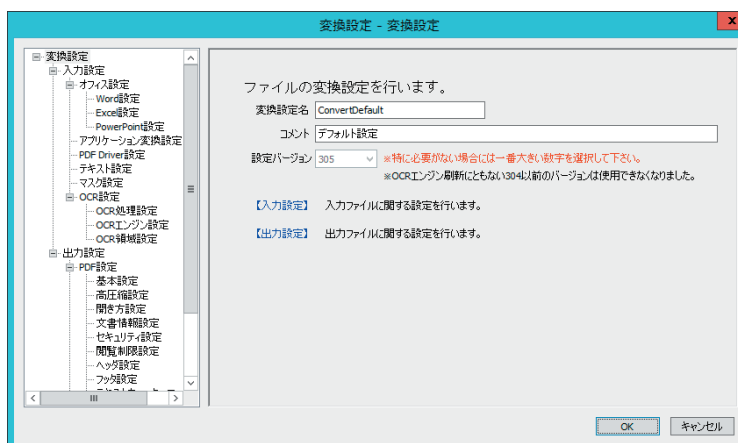 変換設定 - 変換設定
x
変換設定
入力設定
オフィス設定
Word設定
Excel設定
PowerPoint設定
アプリケーション変換設定
PDF Driver設定
テキスト設定
マスク設定
OCR設定
OCR処理設定
OCRエンジン設定
OCR領域設定
出力設定
PDF設定
基本設定
高圧縮設定
開き方設定
文書情報設定
セキュリティ設定
閲覧制限設定
ヘッダ設定
フッタ設定
ファイルの変換設定を行います。
変換設定名 ConvertDefault
コメント デフォルト設定
設定バージョン 305 ※特に必要がない場合には一番大きい数字を選択して下さい。
※OCRエンジン刷新にともない304以前のバージョンは使用できなくなりました。
【入力設定】 入力ファイルに関する設定を行います。
【出力設定】 出力ファイルに関する設定を行います。
OK キャンセル